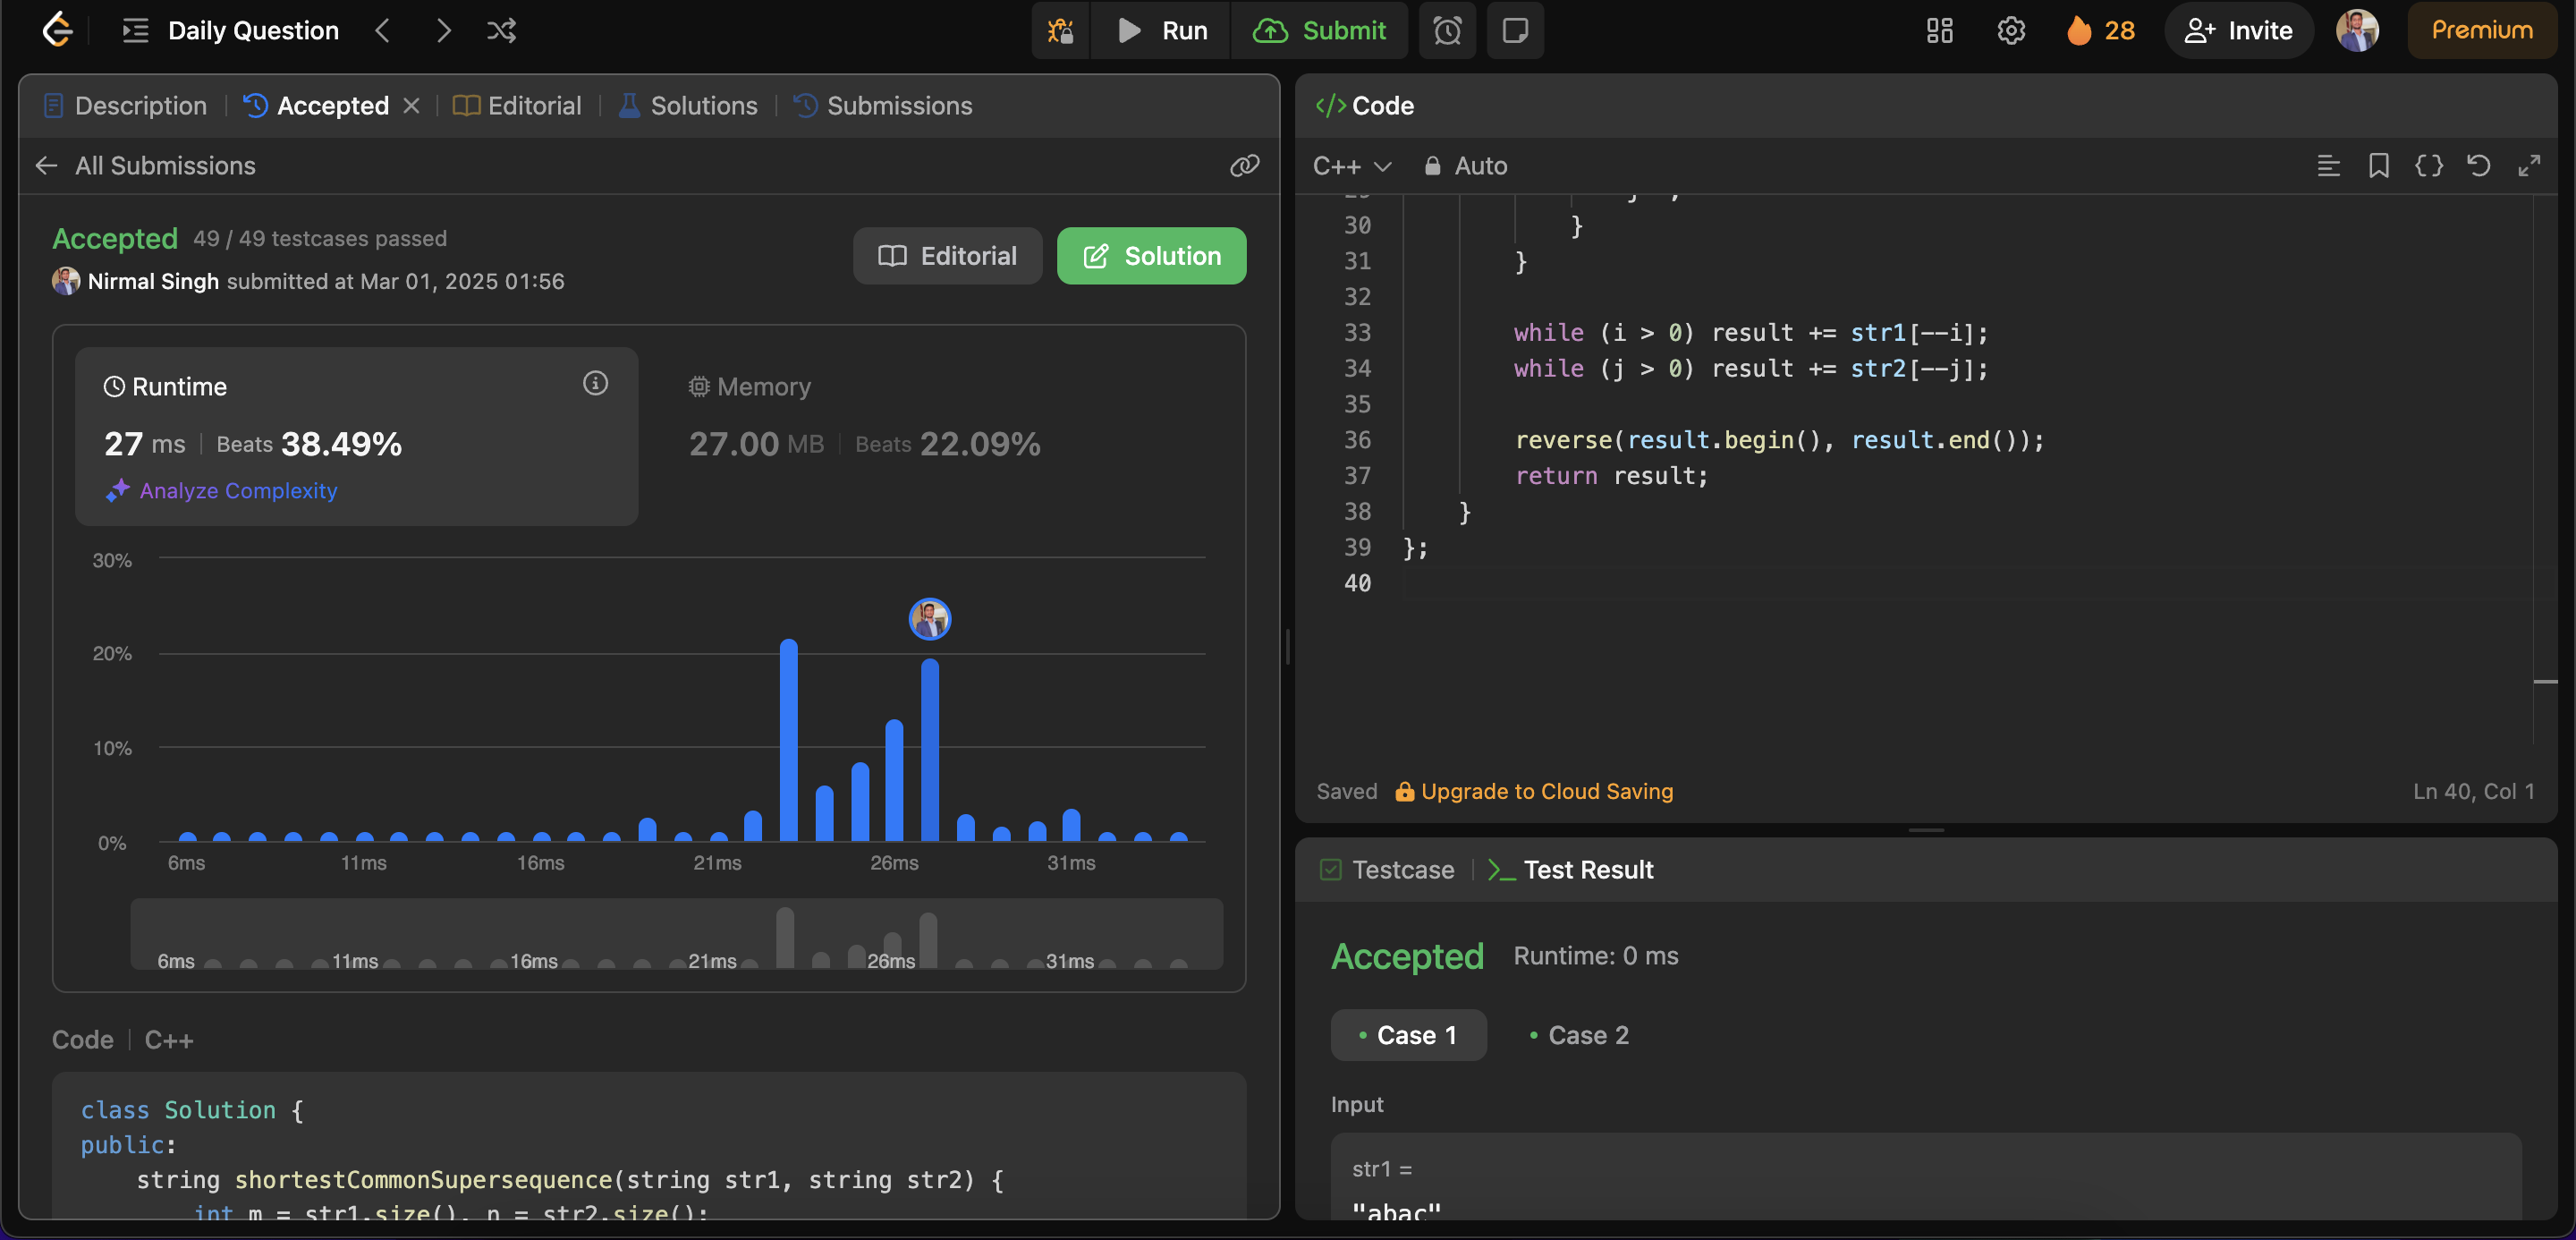 Daily Question
Run
Submit
28
Invite
Premium
Description
Accepted
Editorial
Solutions
Submissions
All Submissions
Accepted 49 / 49 testcases passed
Nirmal Singh submitted at Mar 01, 2025 01:56
Editorial
Solution
Runtime
27 ms | Beats 38.49%
Analyze Complexity
Memory
27.00 MB | Beats 22.09%
30%
20%
10%
0%
6ms 11ms 16ms 21ms 26ms 31ms
6ms 11ms 16ms 21ms 26ms 31ms
Code | C++
class Solution {
public:
    string shortestCommonSupersequence(string str1, string str2) {
        int m = str1.size(), n = str2.size();
</> Code
C++ Auto
30 }
31 }
32
33 while (i > 0) result += str1[--i];
34 while (j > 0) result += str2[--j];
35
36 reverse(result.begin(), result.end());
37 return result;
38 }
39 };
40
Saved Upgrade to Cloud Saving
Ln 40, Col 1
Testcase
>_ Test Result
Accepted Runtime: 0 ms
• Case 1 • Case 2
Input
str1 =
"abac"